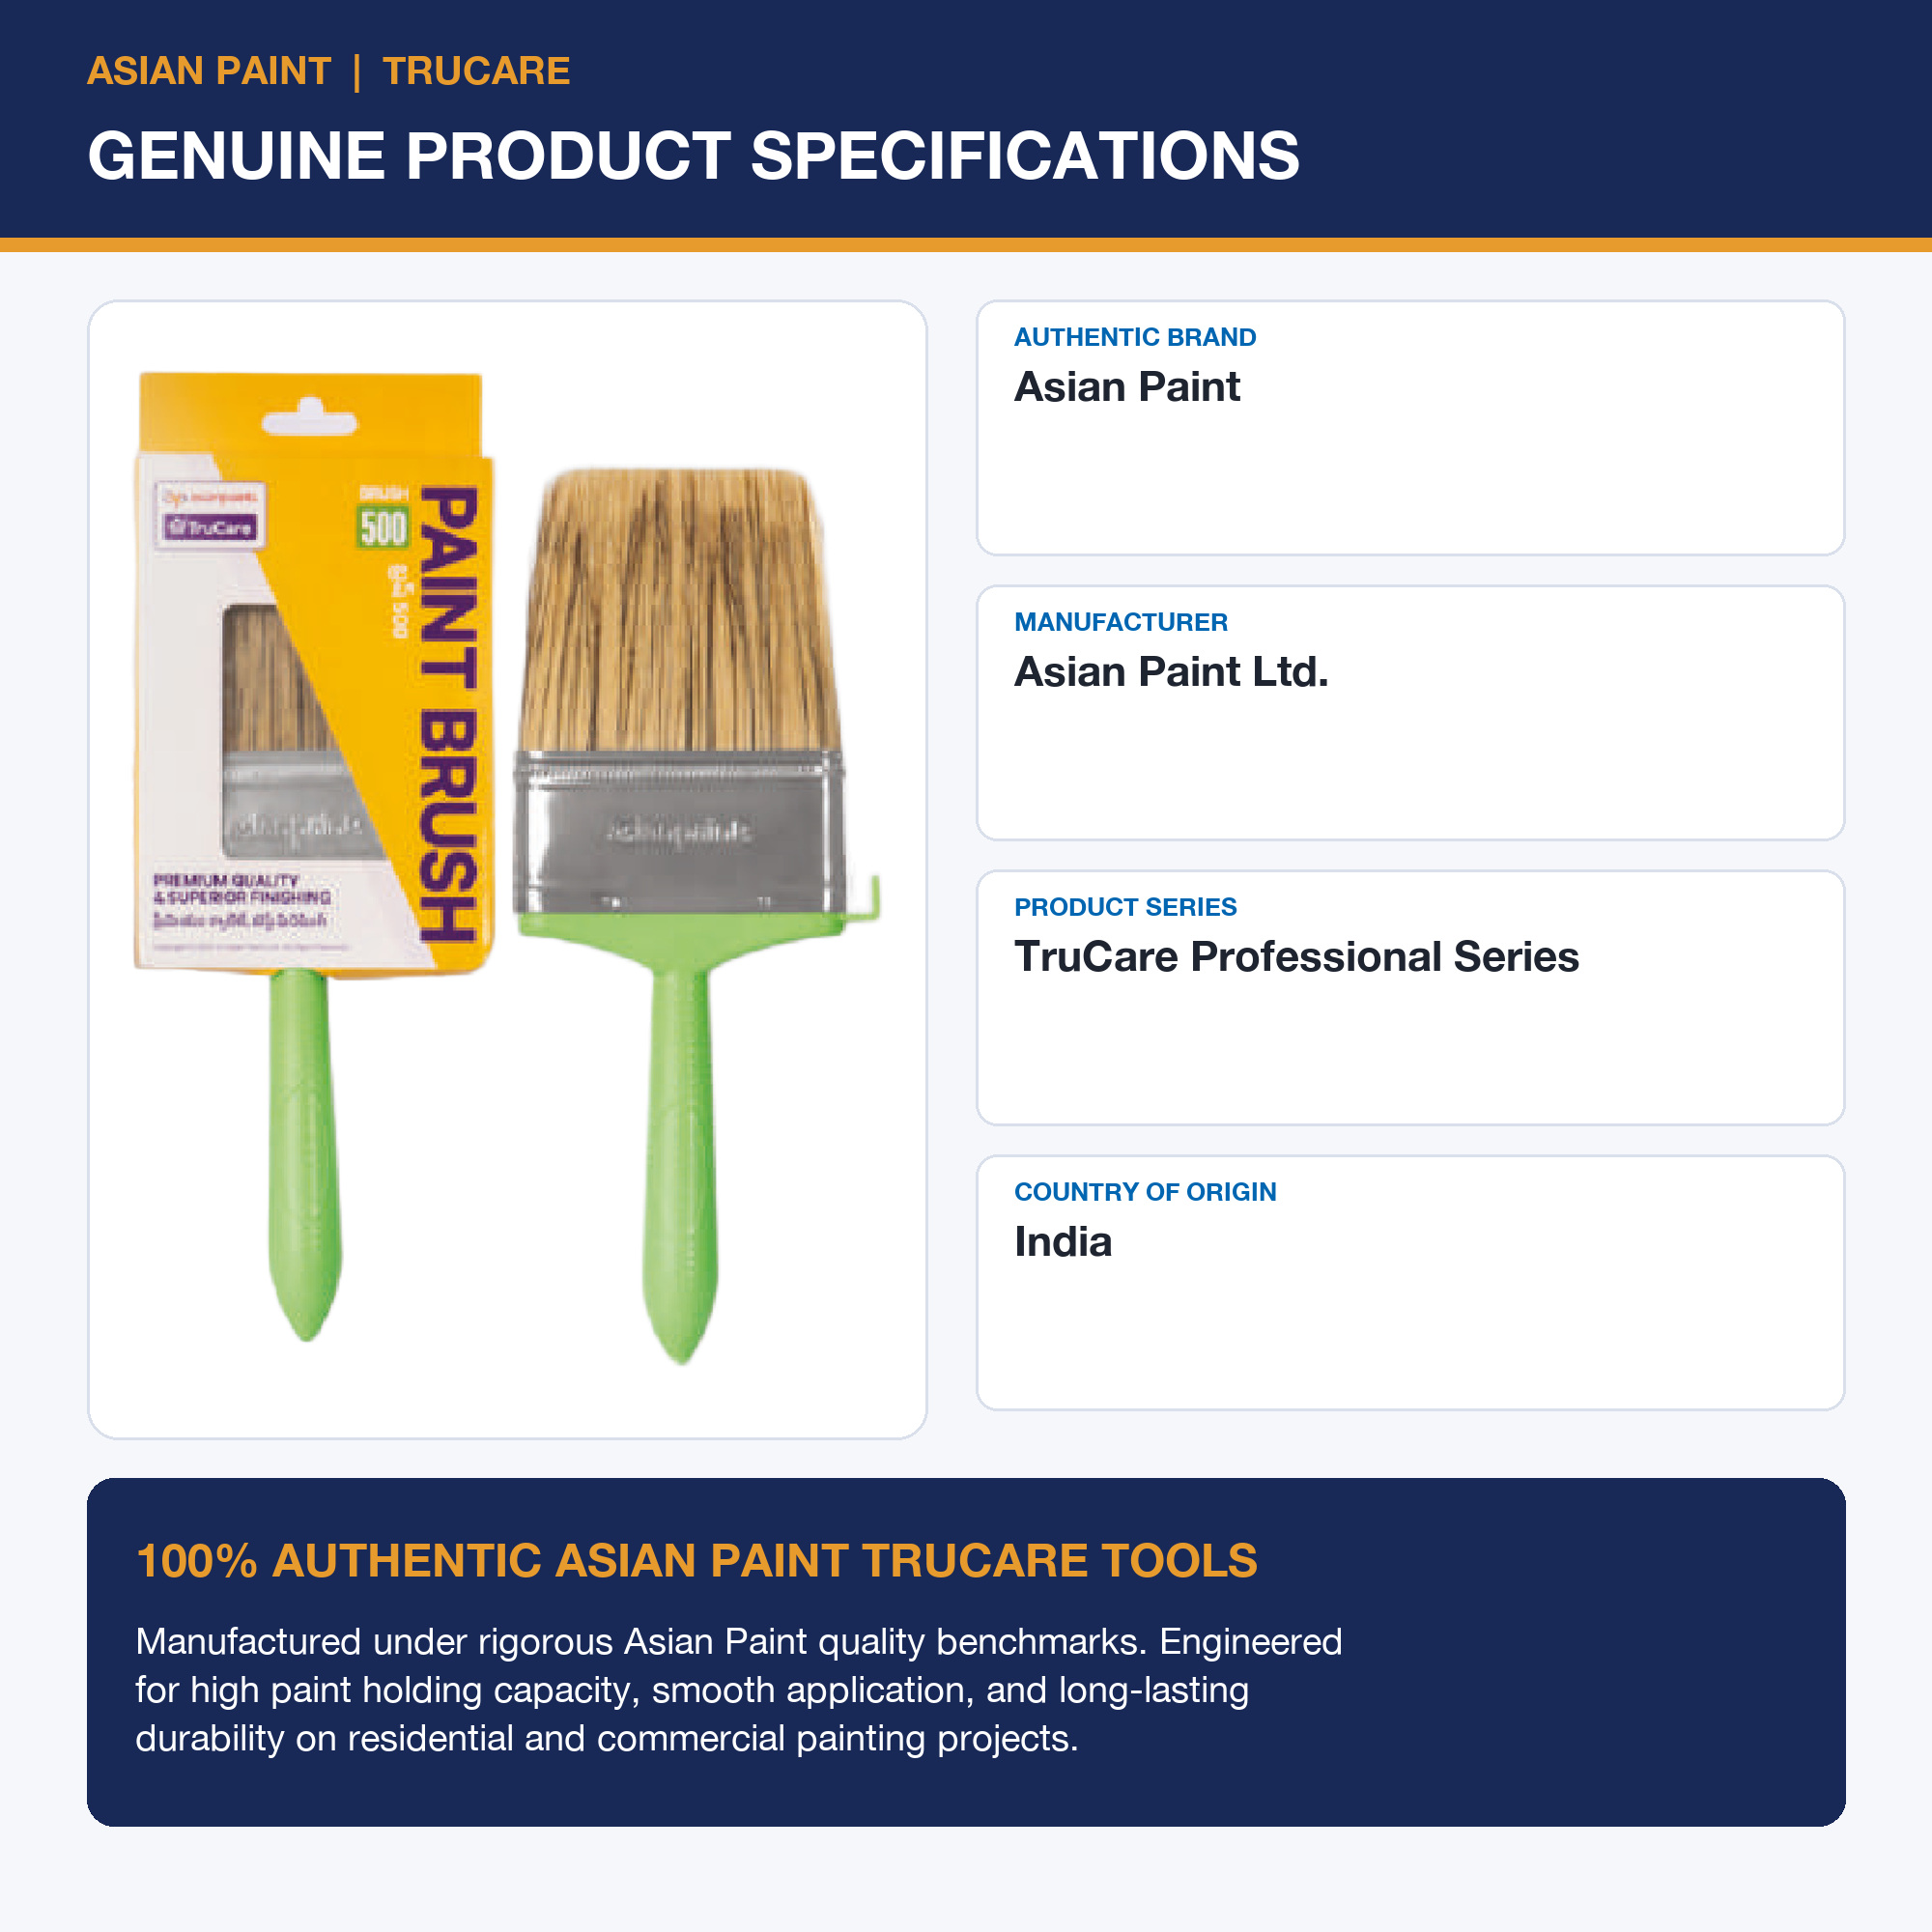 ASIAN PAINT | TRUCARE
GENUINE PRODUCT SPECIFICATIONS
TruCare
BRUSH
500
PAINT BRUSH
PREMIUM QUALITY
& SUPERIOR FINISHING
AUTHENTIC BRAND
Asian Paint
MANUFACTURER
Asian Paint Ltd.
PRODUCT SERIES
TruCare Professional Series
COUNTRY OF ORIGIN
India
100% AUTHENTIC ASIAN PAINT TRUCARE TOOLS
Manufactured under rigorous Asian Paint quality benchmarks. Engineered
for high paint holding capacity, smooth application, and long-lasting
durability on residential and commercial painting projects.